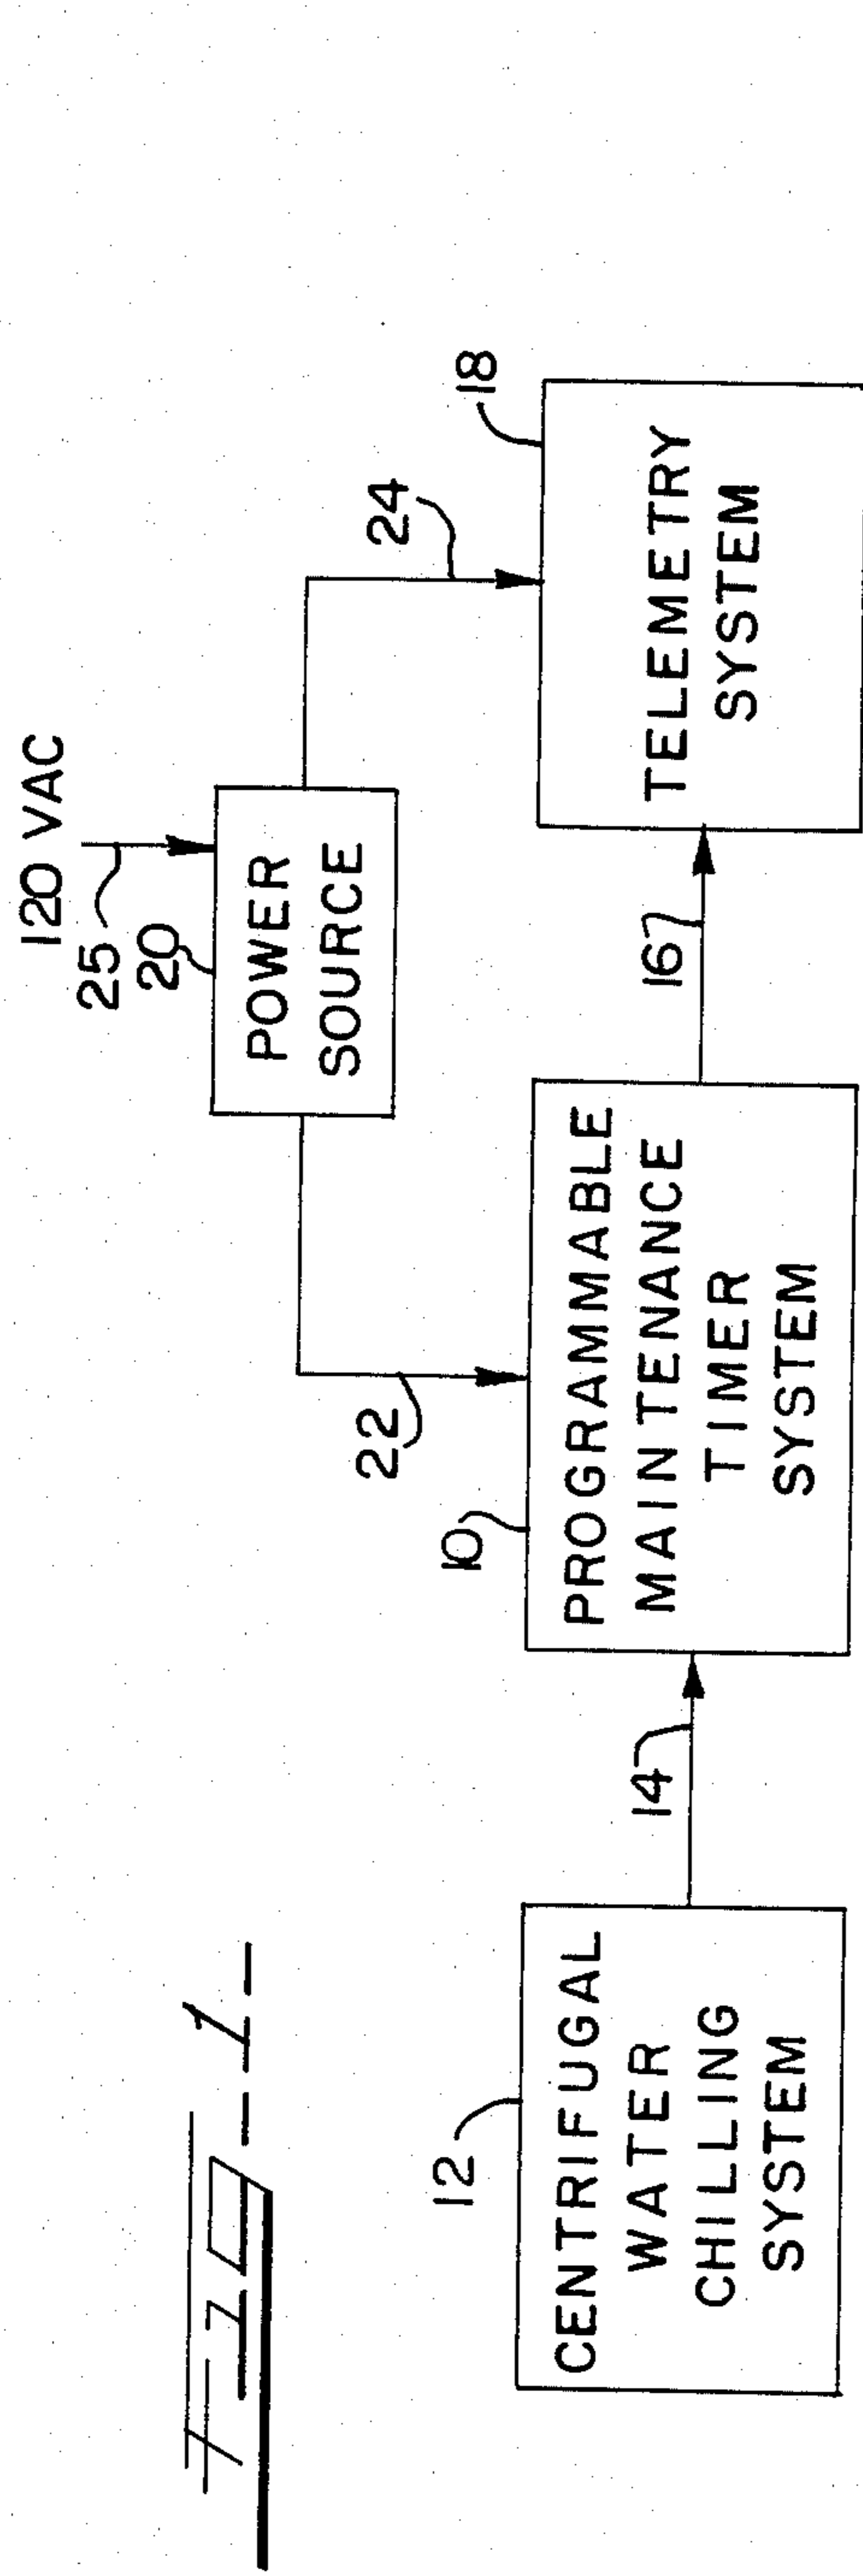 Fig-1-
120 VAC
25
20
POWER
SOURCE
22
24
12
CENTRIFUGAL
WATER
CHILLING
SYSTEM
14
10
PROGRAMMABLE
MAINTENANCE
TIMER
SYSTEM
16
18
TELEMETRY
SYSTEM